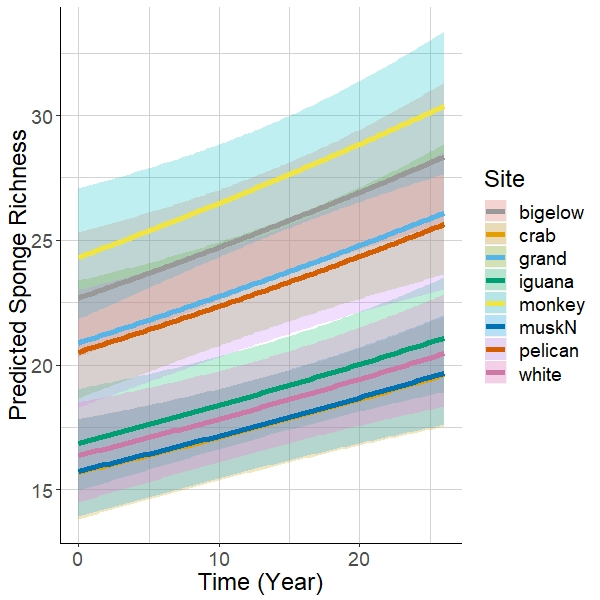 Predicted Sponge Richness
30
25
20
15
0
10
20
Time (Year)
Site
bigelow
crab
grand
iguana
monkey
muskN
pelican
white